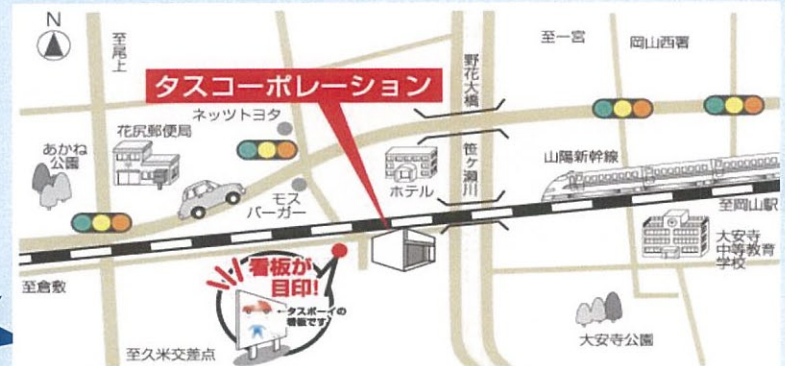 N
至尾上
至一宮
岡山西署
野花大橋
タスコーポレーション
ネッツトヨタ
花尻郵便局
あかね
公園
笹ヶ瀬川
山陽新幹線
ホテル
モス
バーガー
至岡山駅
大安寺
中等教育
学校
看板が
目印!
至倉敷
←タスボーイの
看板です
大安寺公園
至久米交差点